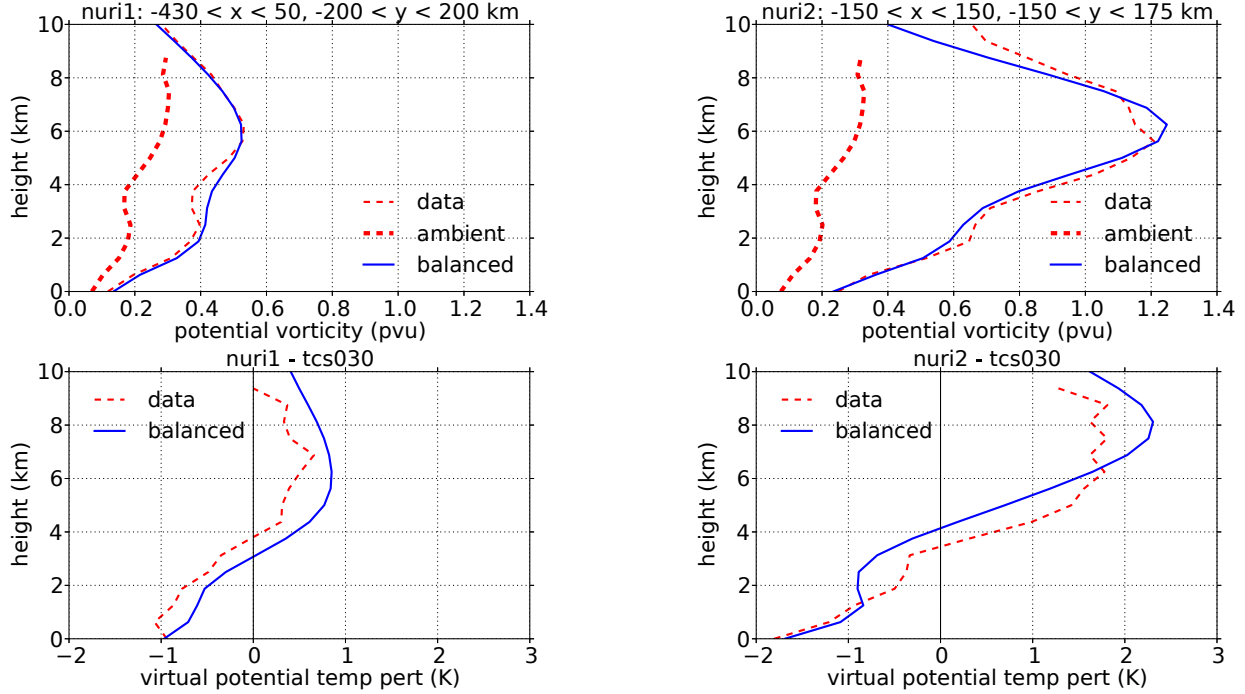 nuri1: -430 < x < 50, -200 < y < 200 km
10
8
6
4
2
0
height (km)
data
ambient
balanced
0.0 0.2 0.4 0.6 0.8 1.0 1.2 1.4
potential vorticity (pvu)
nuri2: -150 < x < 150, -150 < y < 175 km
10
8
6
4
2
0
height (km)
data
ambient
balanced
0.0 0.2 0.4 0.6 0.8 1.0 1.2 1.4
potential vorticity (pvu)
nuri1 - tcs030
10
8
6
4
2
0
height (km)
data
balanced
−2 −1 0 1 2 3
virtual potential temp pert (K)
nuri2 - tcs030
10
8
6
4
2
0
height (km)
data
balanced
−2 −1 0 1 2 3
virtual potential temp pert (K)